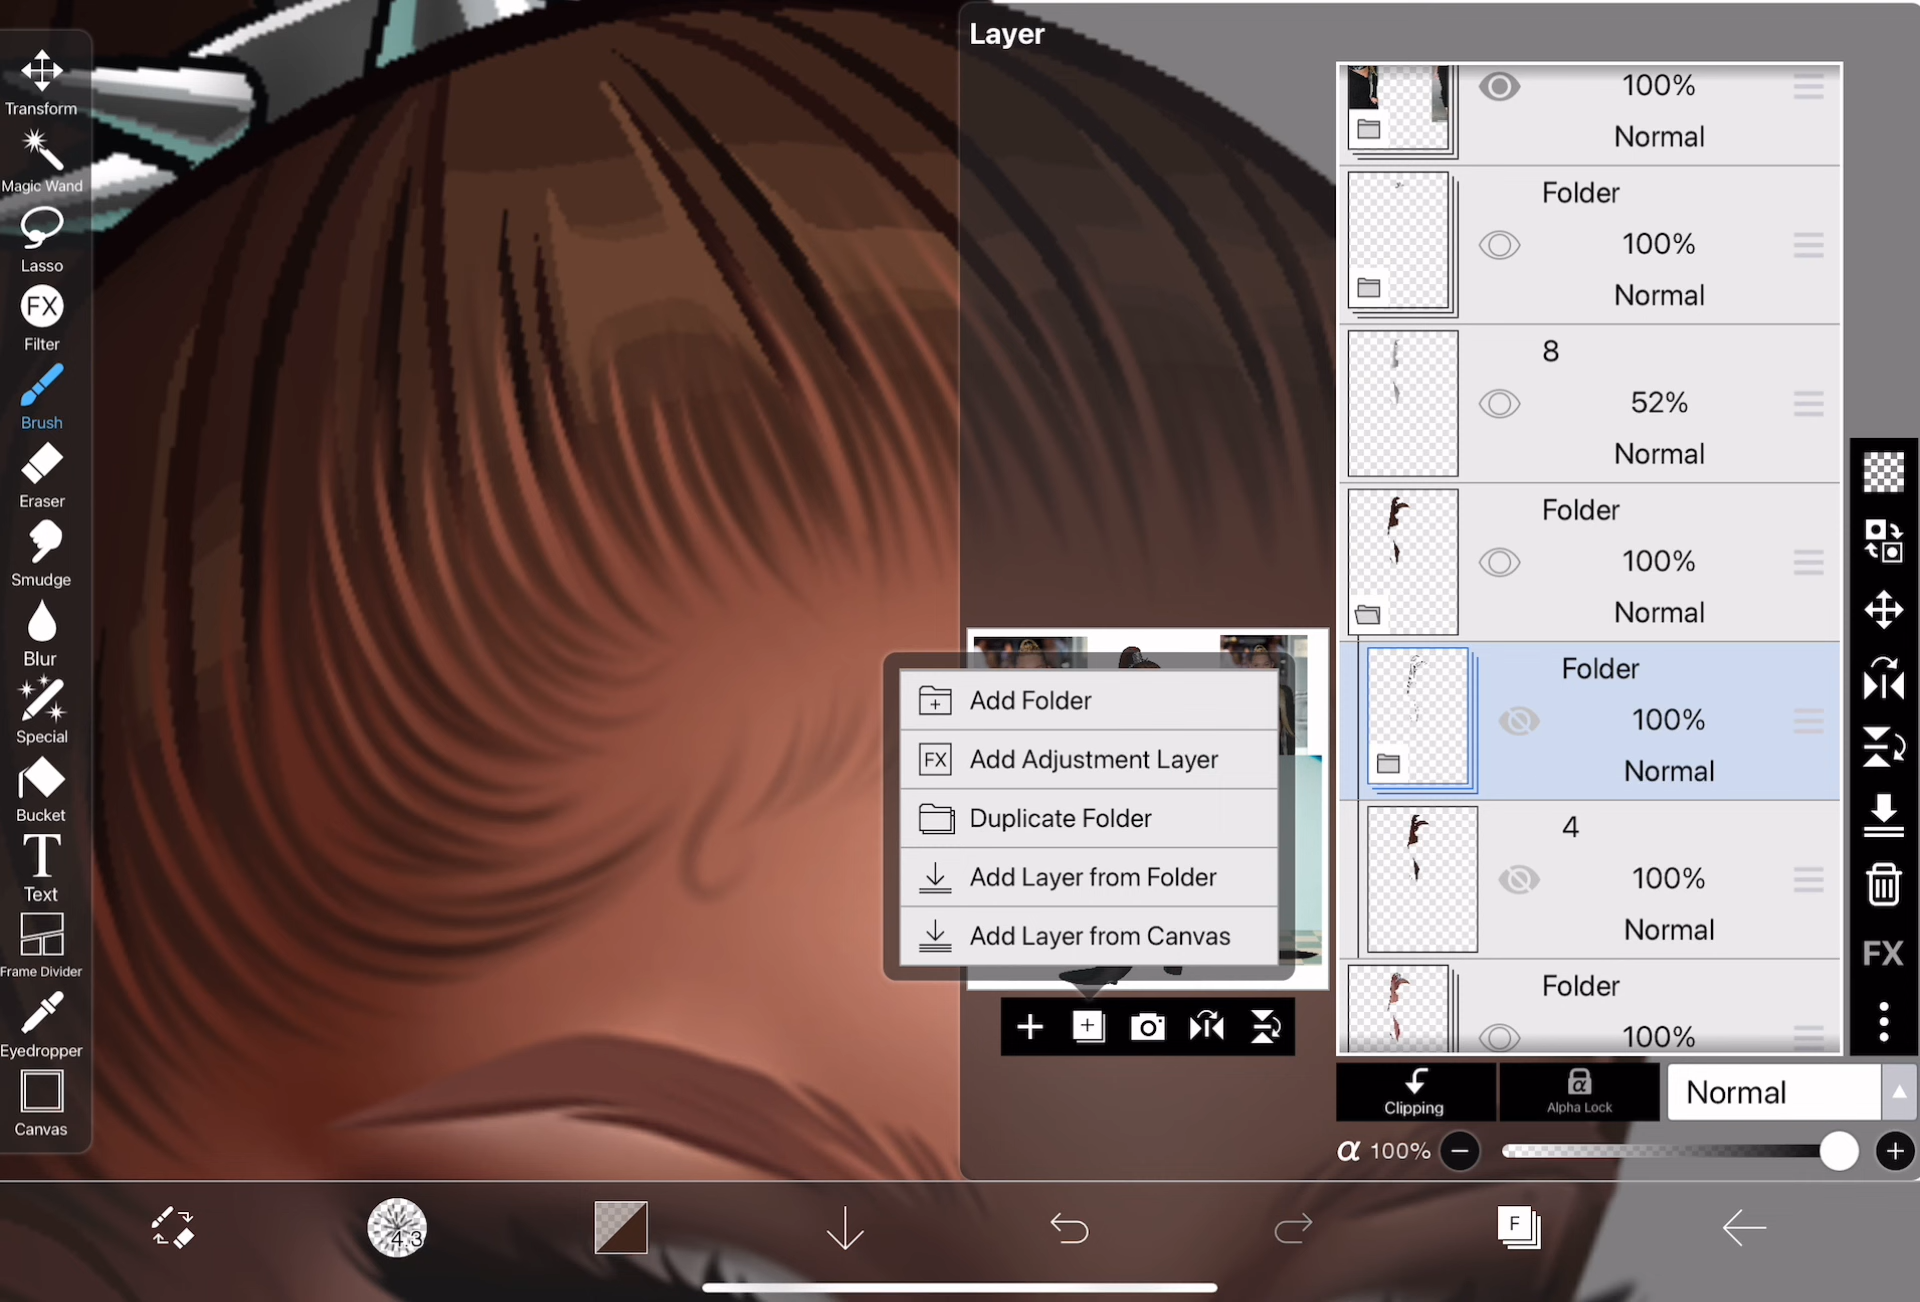 Layer
Transform
Magic Wand
Lasso
FX
Filter
Brush
Eraser
Smudge
Blur
Special
Bucket
T
Text
Frame Divider
Eyedropper
Canvas
100%
Normal
Folder
100%
Normal
8
52%
Normal
Folder
100%
Normal
Folder
100%
Normal
4
100%
Normal
Folder
100%
Add Folder
FX
Add Adjustment Layer
Duplicate Folder
Add Layer from Folder
Add Layer from Canvas
FX
Clipping
α
Alpha Lock
Normal
α 100%
4.3
F